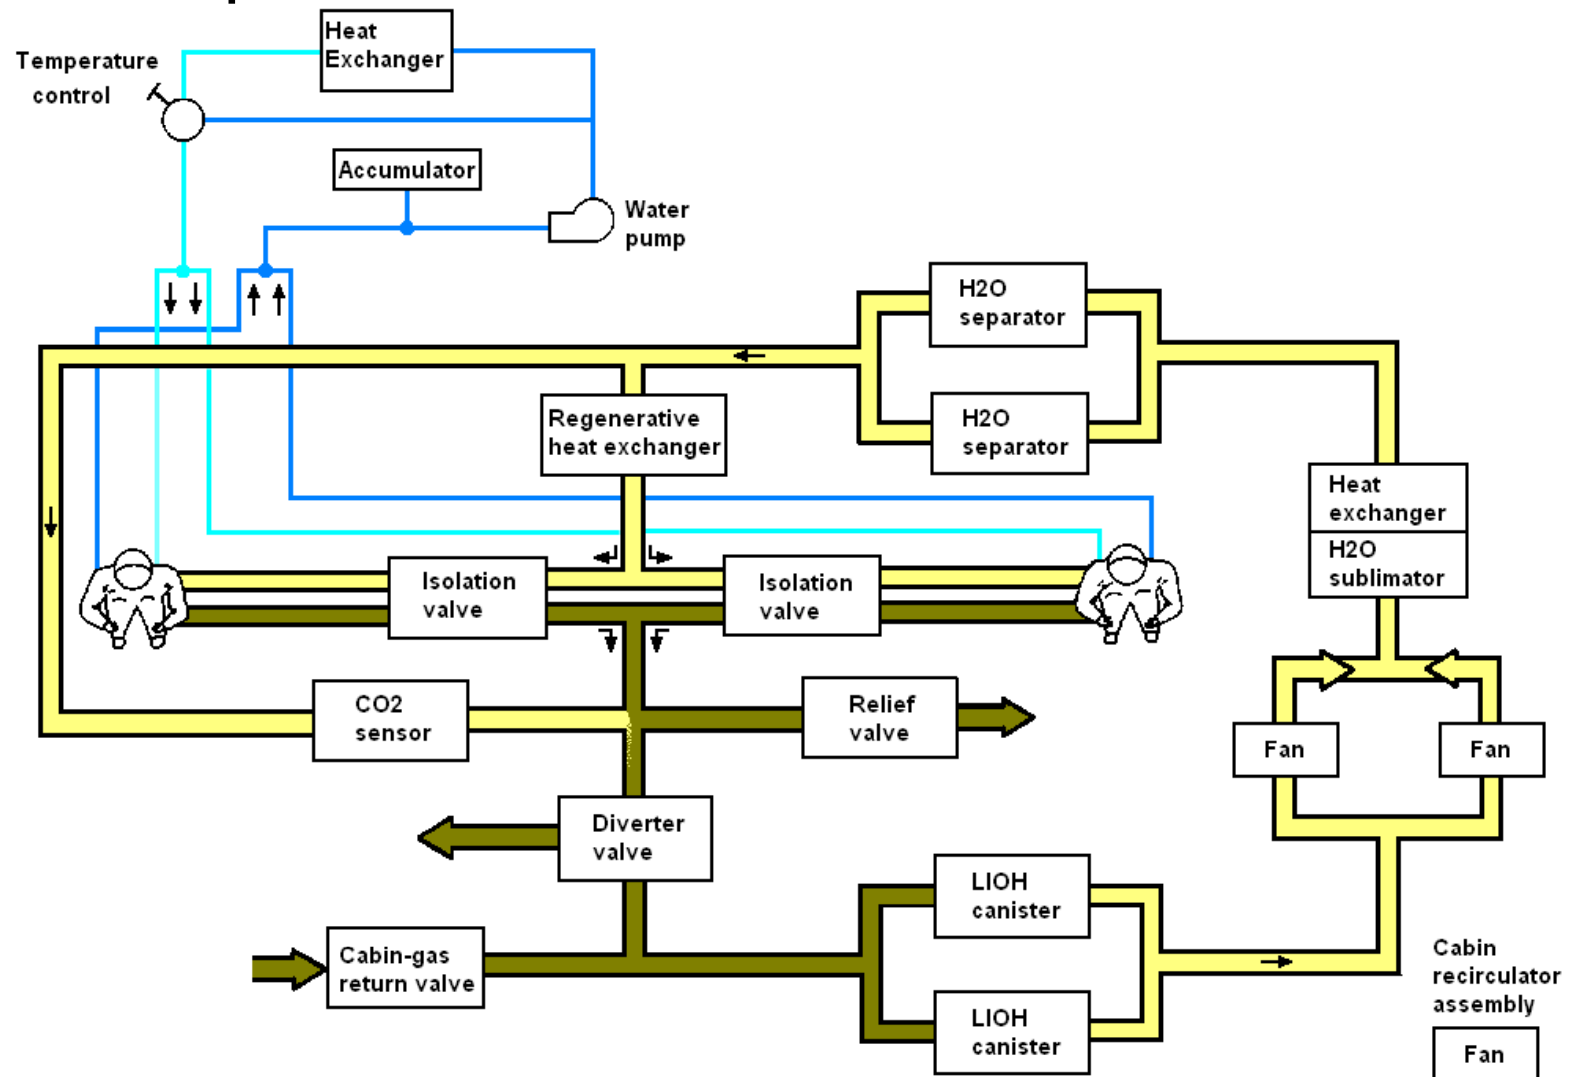 Heat
Exchanger
Temperature
control
Accumulator
Water
pump
H2O
separator
H2O
separator
Regenerative
heat exchanger
Heat
exchanger
H2O
sublimator
Isolation
valve
Isolation
valve
CO2
sensor
Relief
valve
Fan
Fan
Diverter
valve
LIOH
canister
Cabin-gas
return valve
LIOH
canister
Cabin
recirculator
assembly
Fan